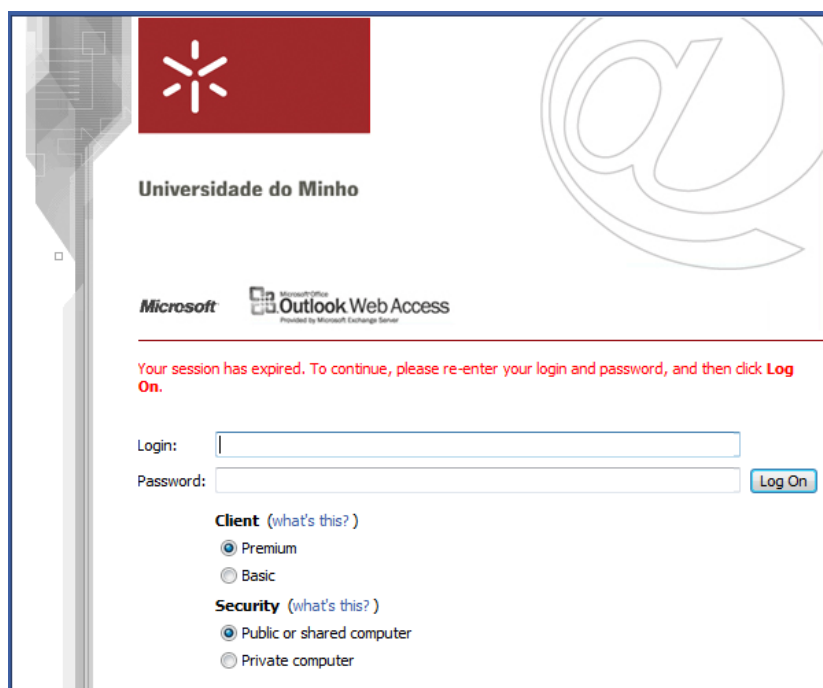 Universidade do Minho
Microsoft
Microsoft Office
Outlook Web Access
Provided by Microsoft Exchange Server
Your session has expired. To continue, please re-enter your login and password, and then click Log
On.
Login:
Password:
Log On
Client (what's this? )
Premium
Basic
Security (what's this? )
Public or shared computer
Private computer